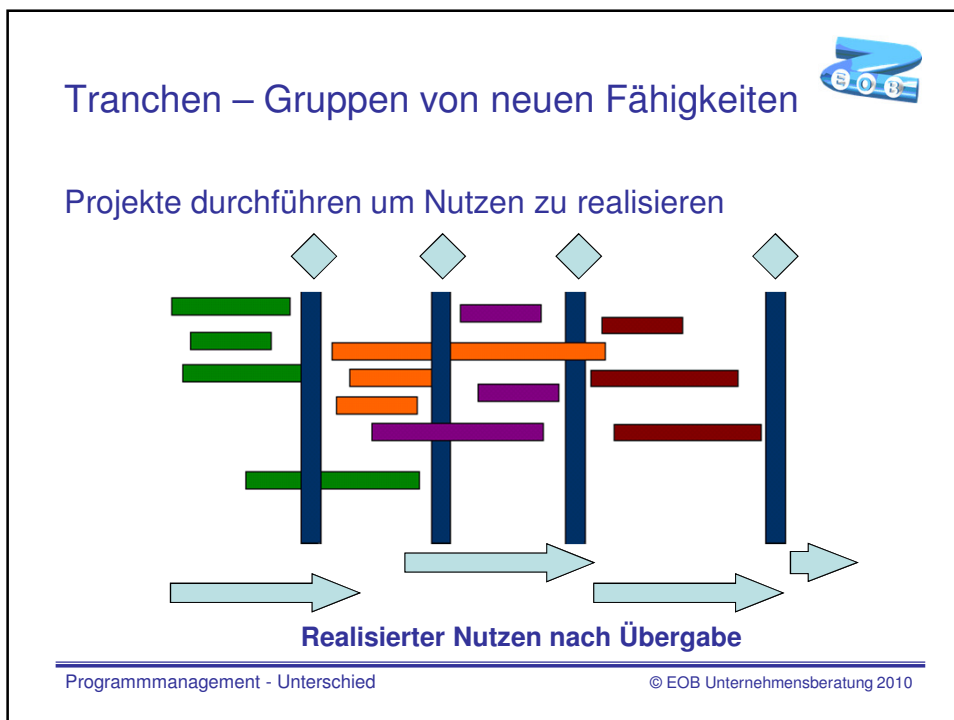 Tranchen – Gruppen von neuen Fähigkeiten
EOB
Projekte durchführen um Nutzen zu realisieren
Realisierter Nutzen nach Übergabe
Programmmanagement - Unterschied
© EOB Unternehmensberatung 2010